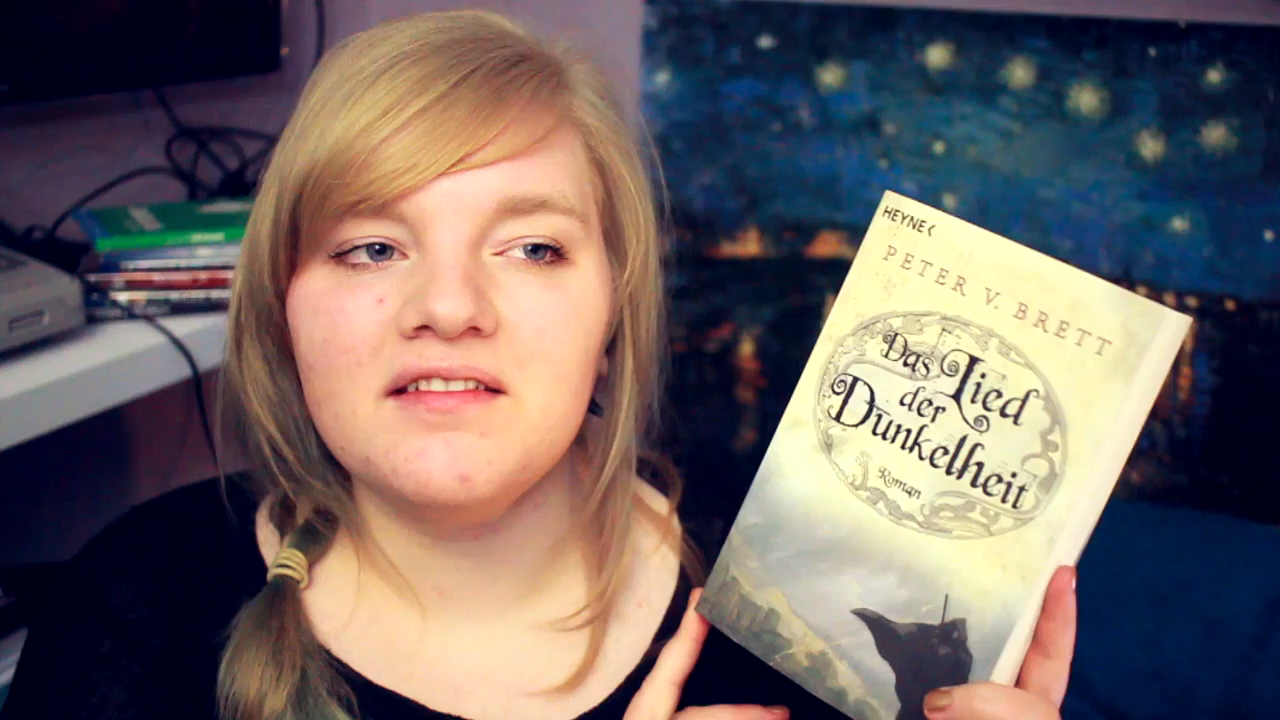 HEYNE<
PETER V. BRETT
Das Lied
der
Dunkelheit
Roman